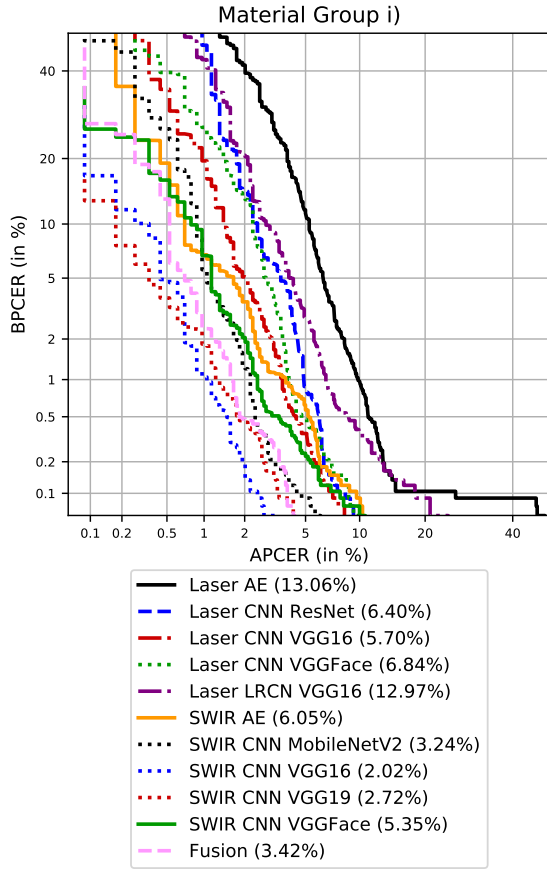 Material Group i)
BPCER (in %)
40
20
10
5
2
1
0.5
0.2
0.1
0.1 0.2 0.5 1 2 5 10 20 40
APCER (in %)
Laser AE (13.06%)
Laser CNN ResNet (6.40%)
Laser CNN VGG16 (5.70%)
Laser CNN VGGFace (6.84%)
Laser LRCN VGG16 (12.97%)
SWIR AE (6.05%)
SWIR CNN MobileNetV2 (3.24%)
SWIR CNN VGG16 (2.02%)
SWIR CNN VGG19 (2.72%)
SWIR CNN VGGFace (5.35%)
Fusion (3.42%)